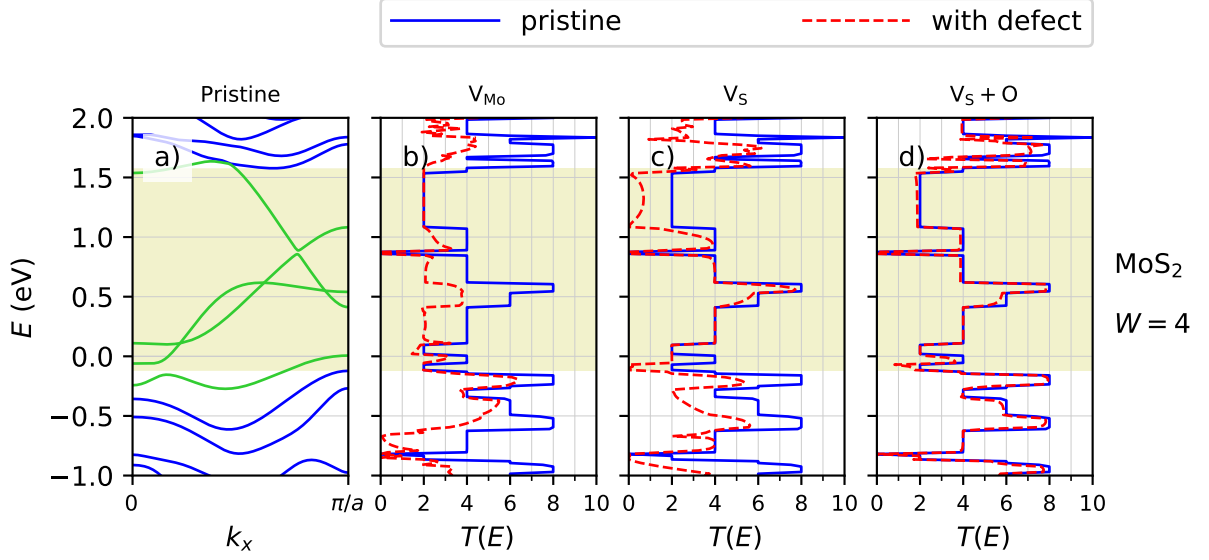 pristine with defect
Pristine V_Mo V_S V_S + O
a) b) c) d)
2.0
1.5
1.0
0.5
0.0
−0.5
−1.0
E (eV)
0 π/a 0 2 4 6 8 10 0 2 4 6 8 10 0 2 4 6 8 10
k_x T(E) T(E) T(E)
MoS₂
W = 4